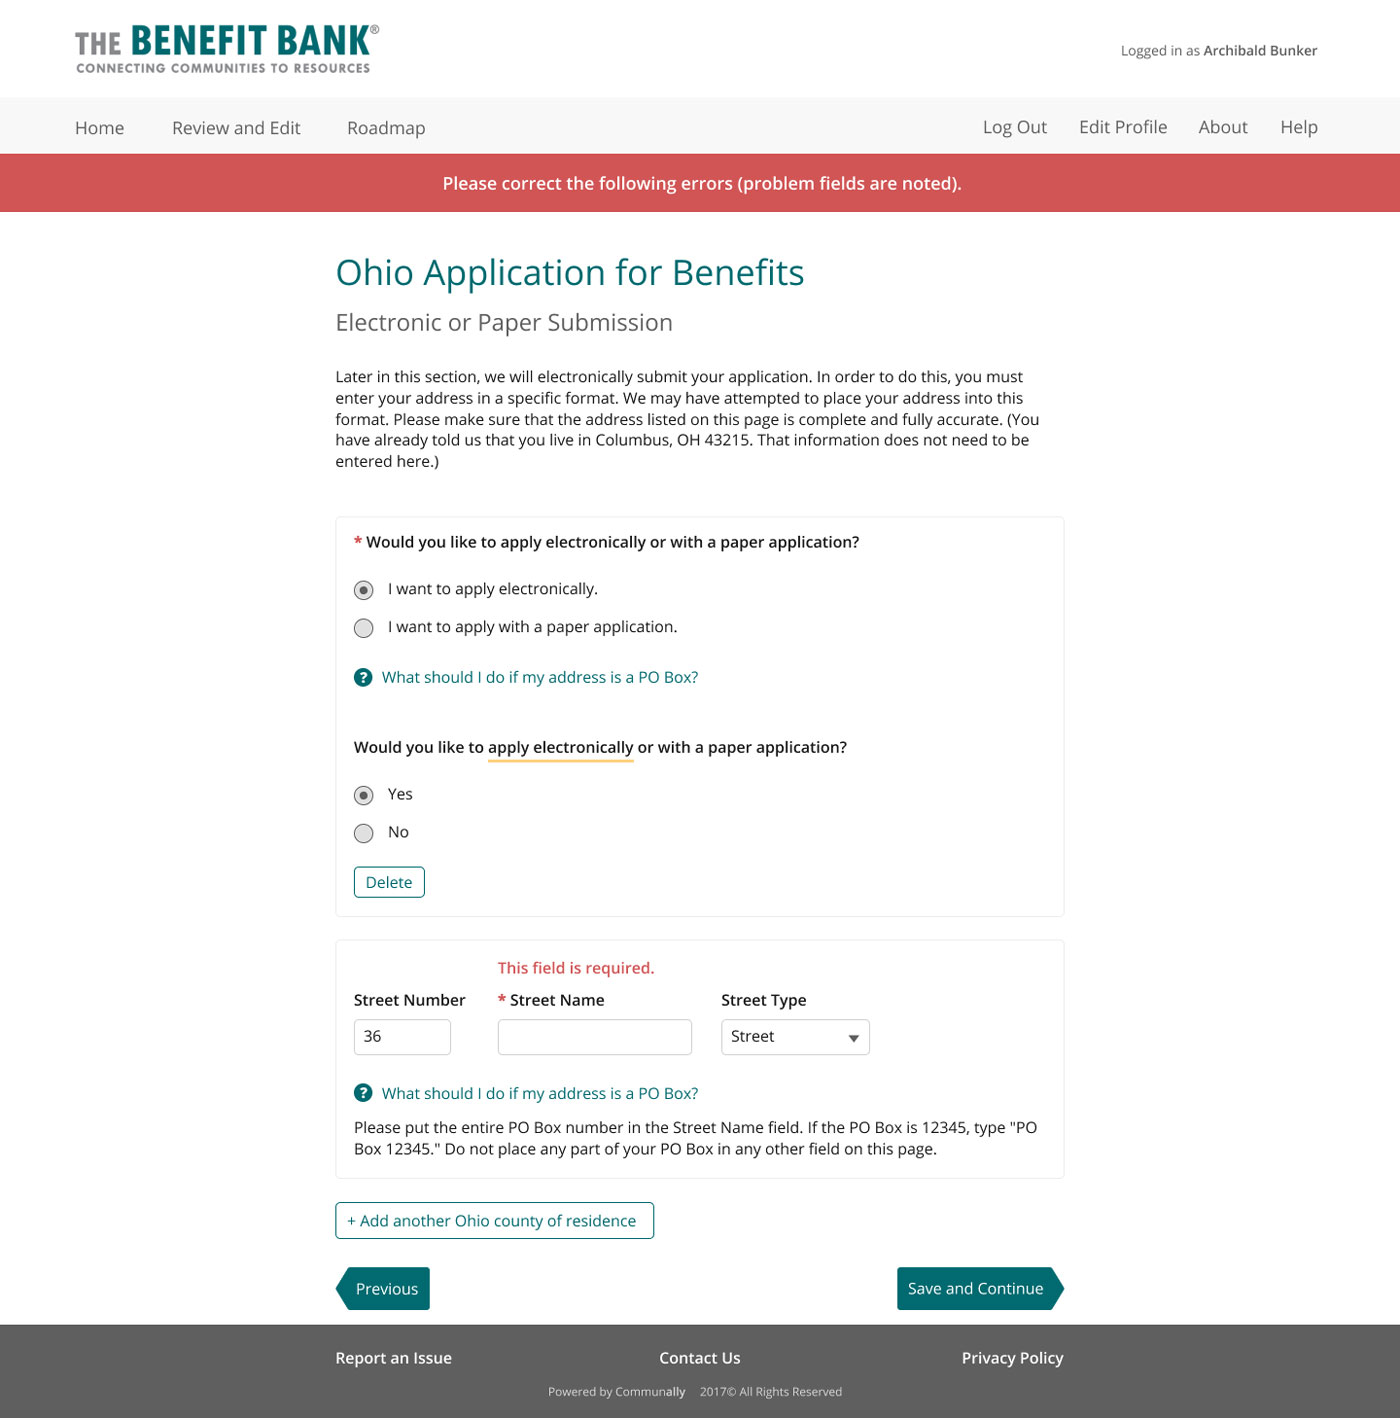 THE BENEFIT BANK®
CONNECTING COMMUNITIES TO RESOURCES
Logged in as Archibald Bunker
Home Review and Edit Roadmap Log Out Edit Profile About Help
Please correct the following errors (problem fields are noted).
Ohio Application for Benefits
Electronic or Paper Submission
Later in this section, we will electronically submit your application. In order to do this, you must
enter your address in a specific format. We may have attempted to place your address into this
format. Please make sure that the address listed on this page is complete and fully accurate. (You
have already told us that you live in Columbus, OH 43215. That information does not need to be
entered here.)
* Would you like to apply electronically or with a paper application?
I want to apply electronically.
I want to apply with a paper application.
? What should I do if my address is a PO Box?
Would you like to apply electronically or with a paper application?
Yes
No
Delete
This field is required.
Street Number * Street Name Street Type
36 Street
? What should I do if my address is a PO Box?
Please put the entire PO Box number in the Street Name field. If the PO Box is 12345, type "PO
Box 12345." Do not place any part of your PO Box in any other field on this page.
+ Add another Ohio county of residence
Previous Save and Continue
Report an Issue Contact Us Privacy Policy
Powered by Communally 2017© All Rights Reserved